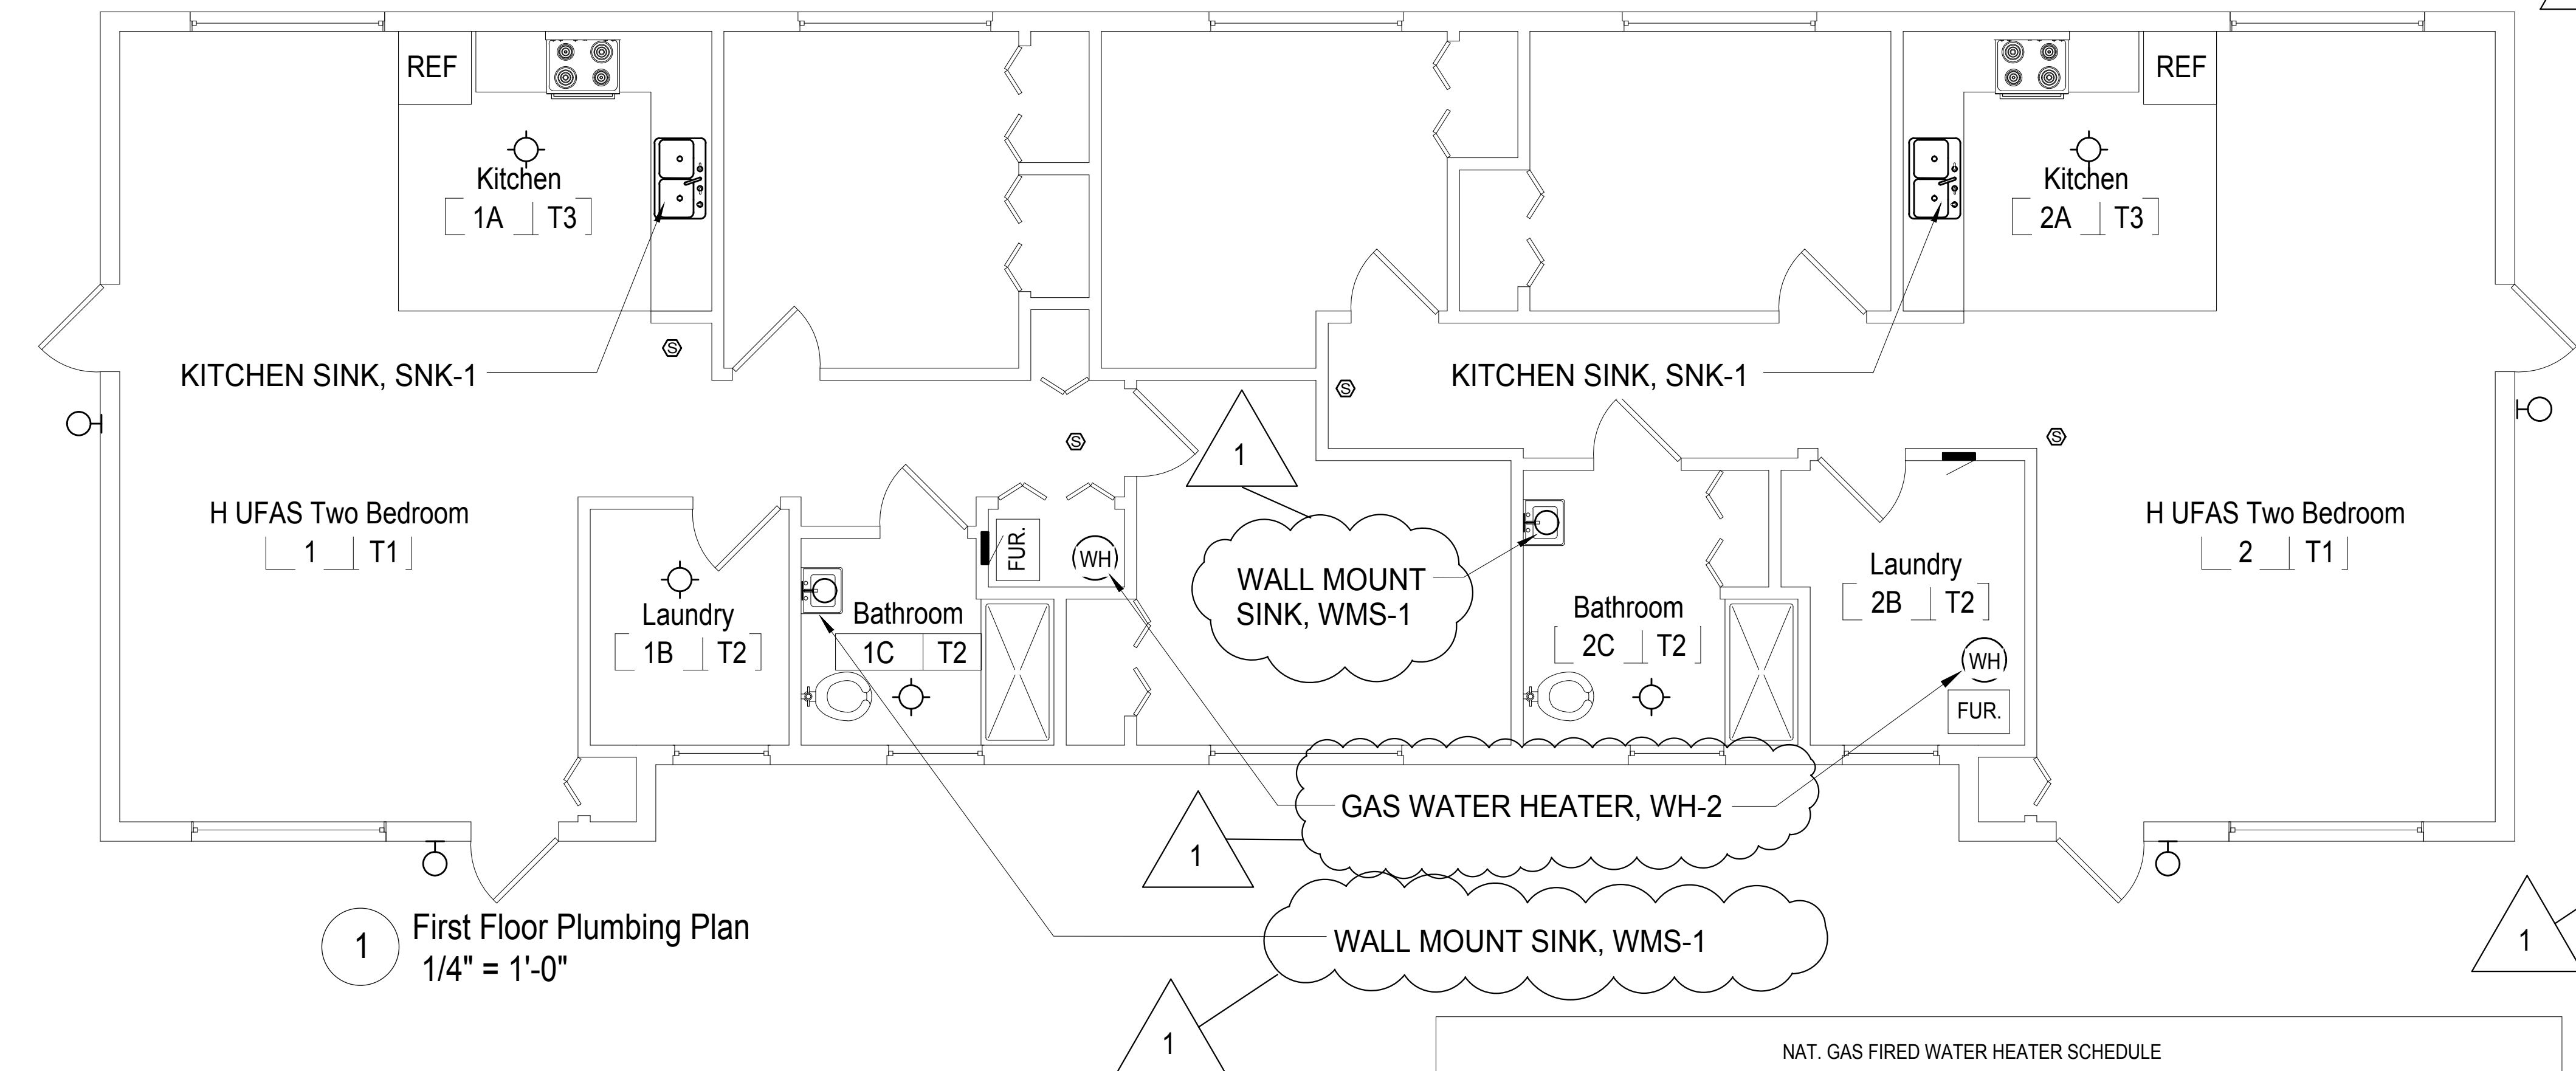 REF
REF
Kitchen
1A T3
Kitchen
2A T3
S
KITCHEN SINK, SNK-1
S
KITCHEN SINK, SNK-1
S
1
S
H UFAS Two Bedroom
1 T1
FUR.
WH
WALL MOUNT
SINK, WMS-1
H UFAS Two Bedroom
2 T1
Laundry
1B T2
Bathroom
1C T2
Bathroom
2C T2
Laundry
2B T2
WH
FUR.
GAS WATER HEATER, WH-2
1
1
First Floor Plumbing Plan
1/4" = 1'-0"
WALL MOUNT SINK, WMS-1
1
1
NAT. GAS FIRED WATER HEATER SCHEDULE